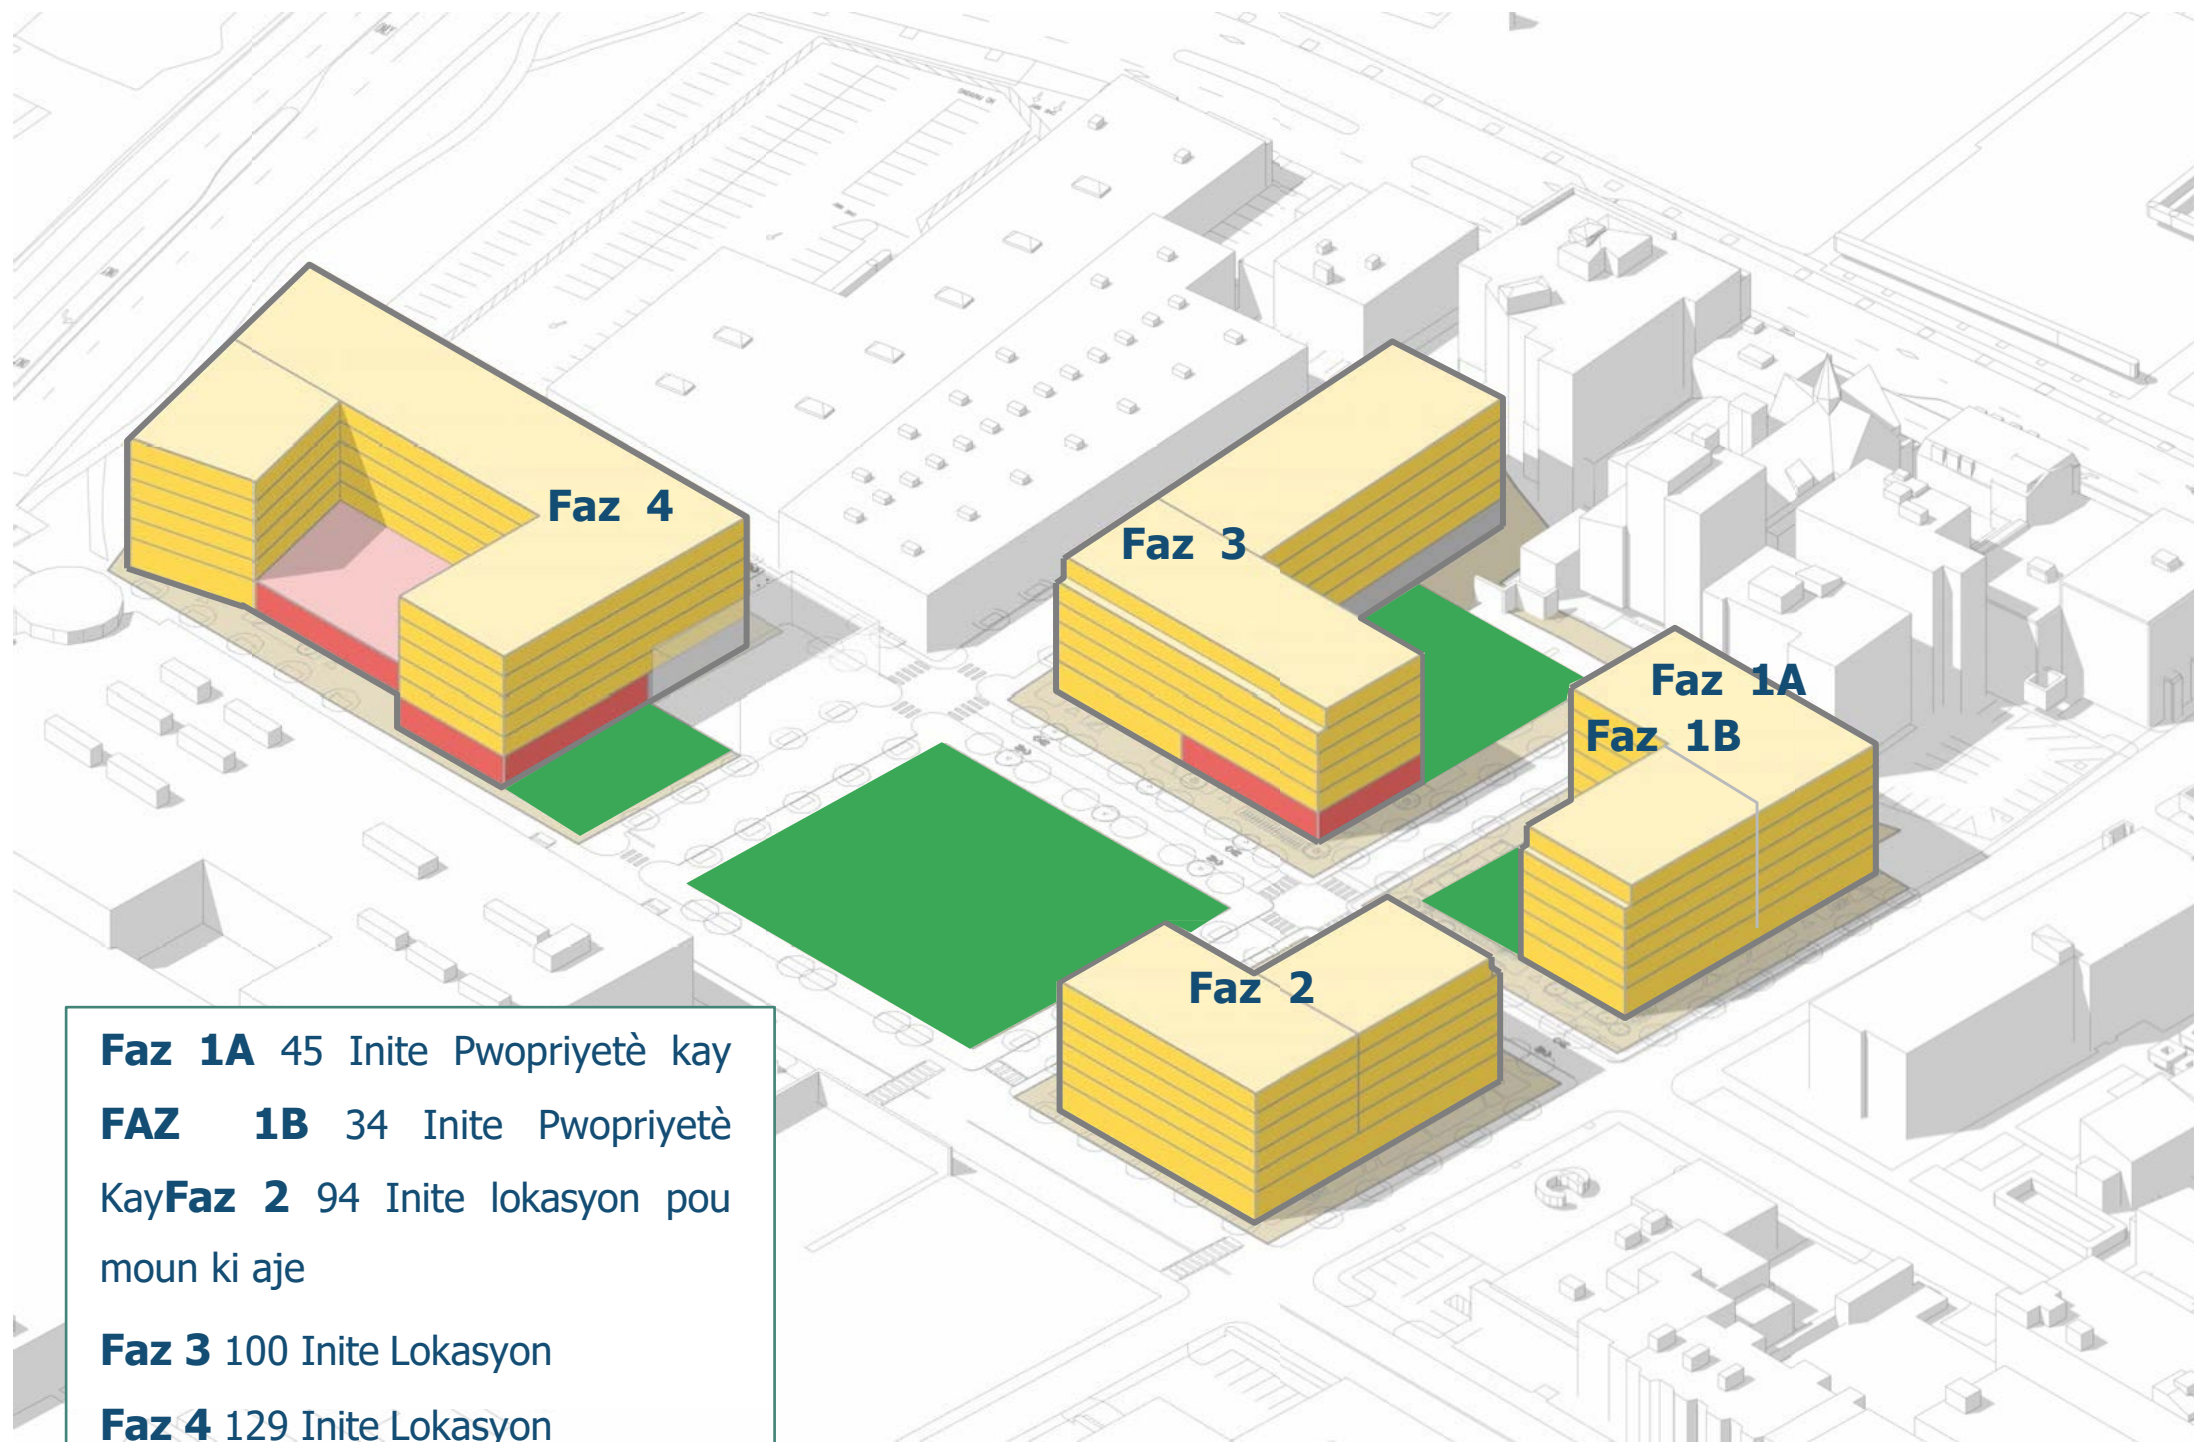 Faz 4
Faz 3
Faz 1A
Faz 1B
Faz 2
Faz 1A 45 Inite Pwopriyetè kay
FAZ 1B 34 Inite Pwopriyetè
KayFaz 2 94 Inite lokasyon pou
moun ki aje
Faz 3 100 Inite Lokasyon
Faz 4 129 Inite Lokasyon